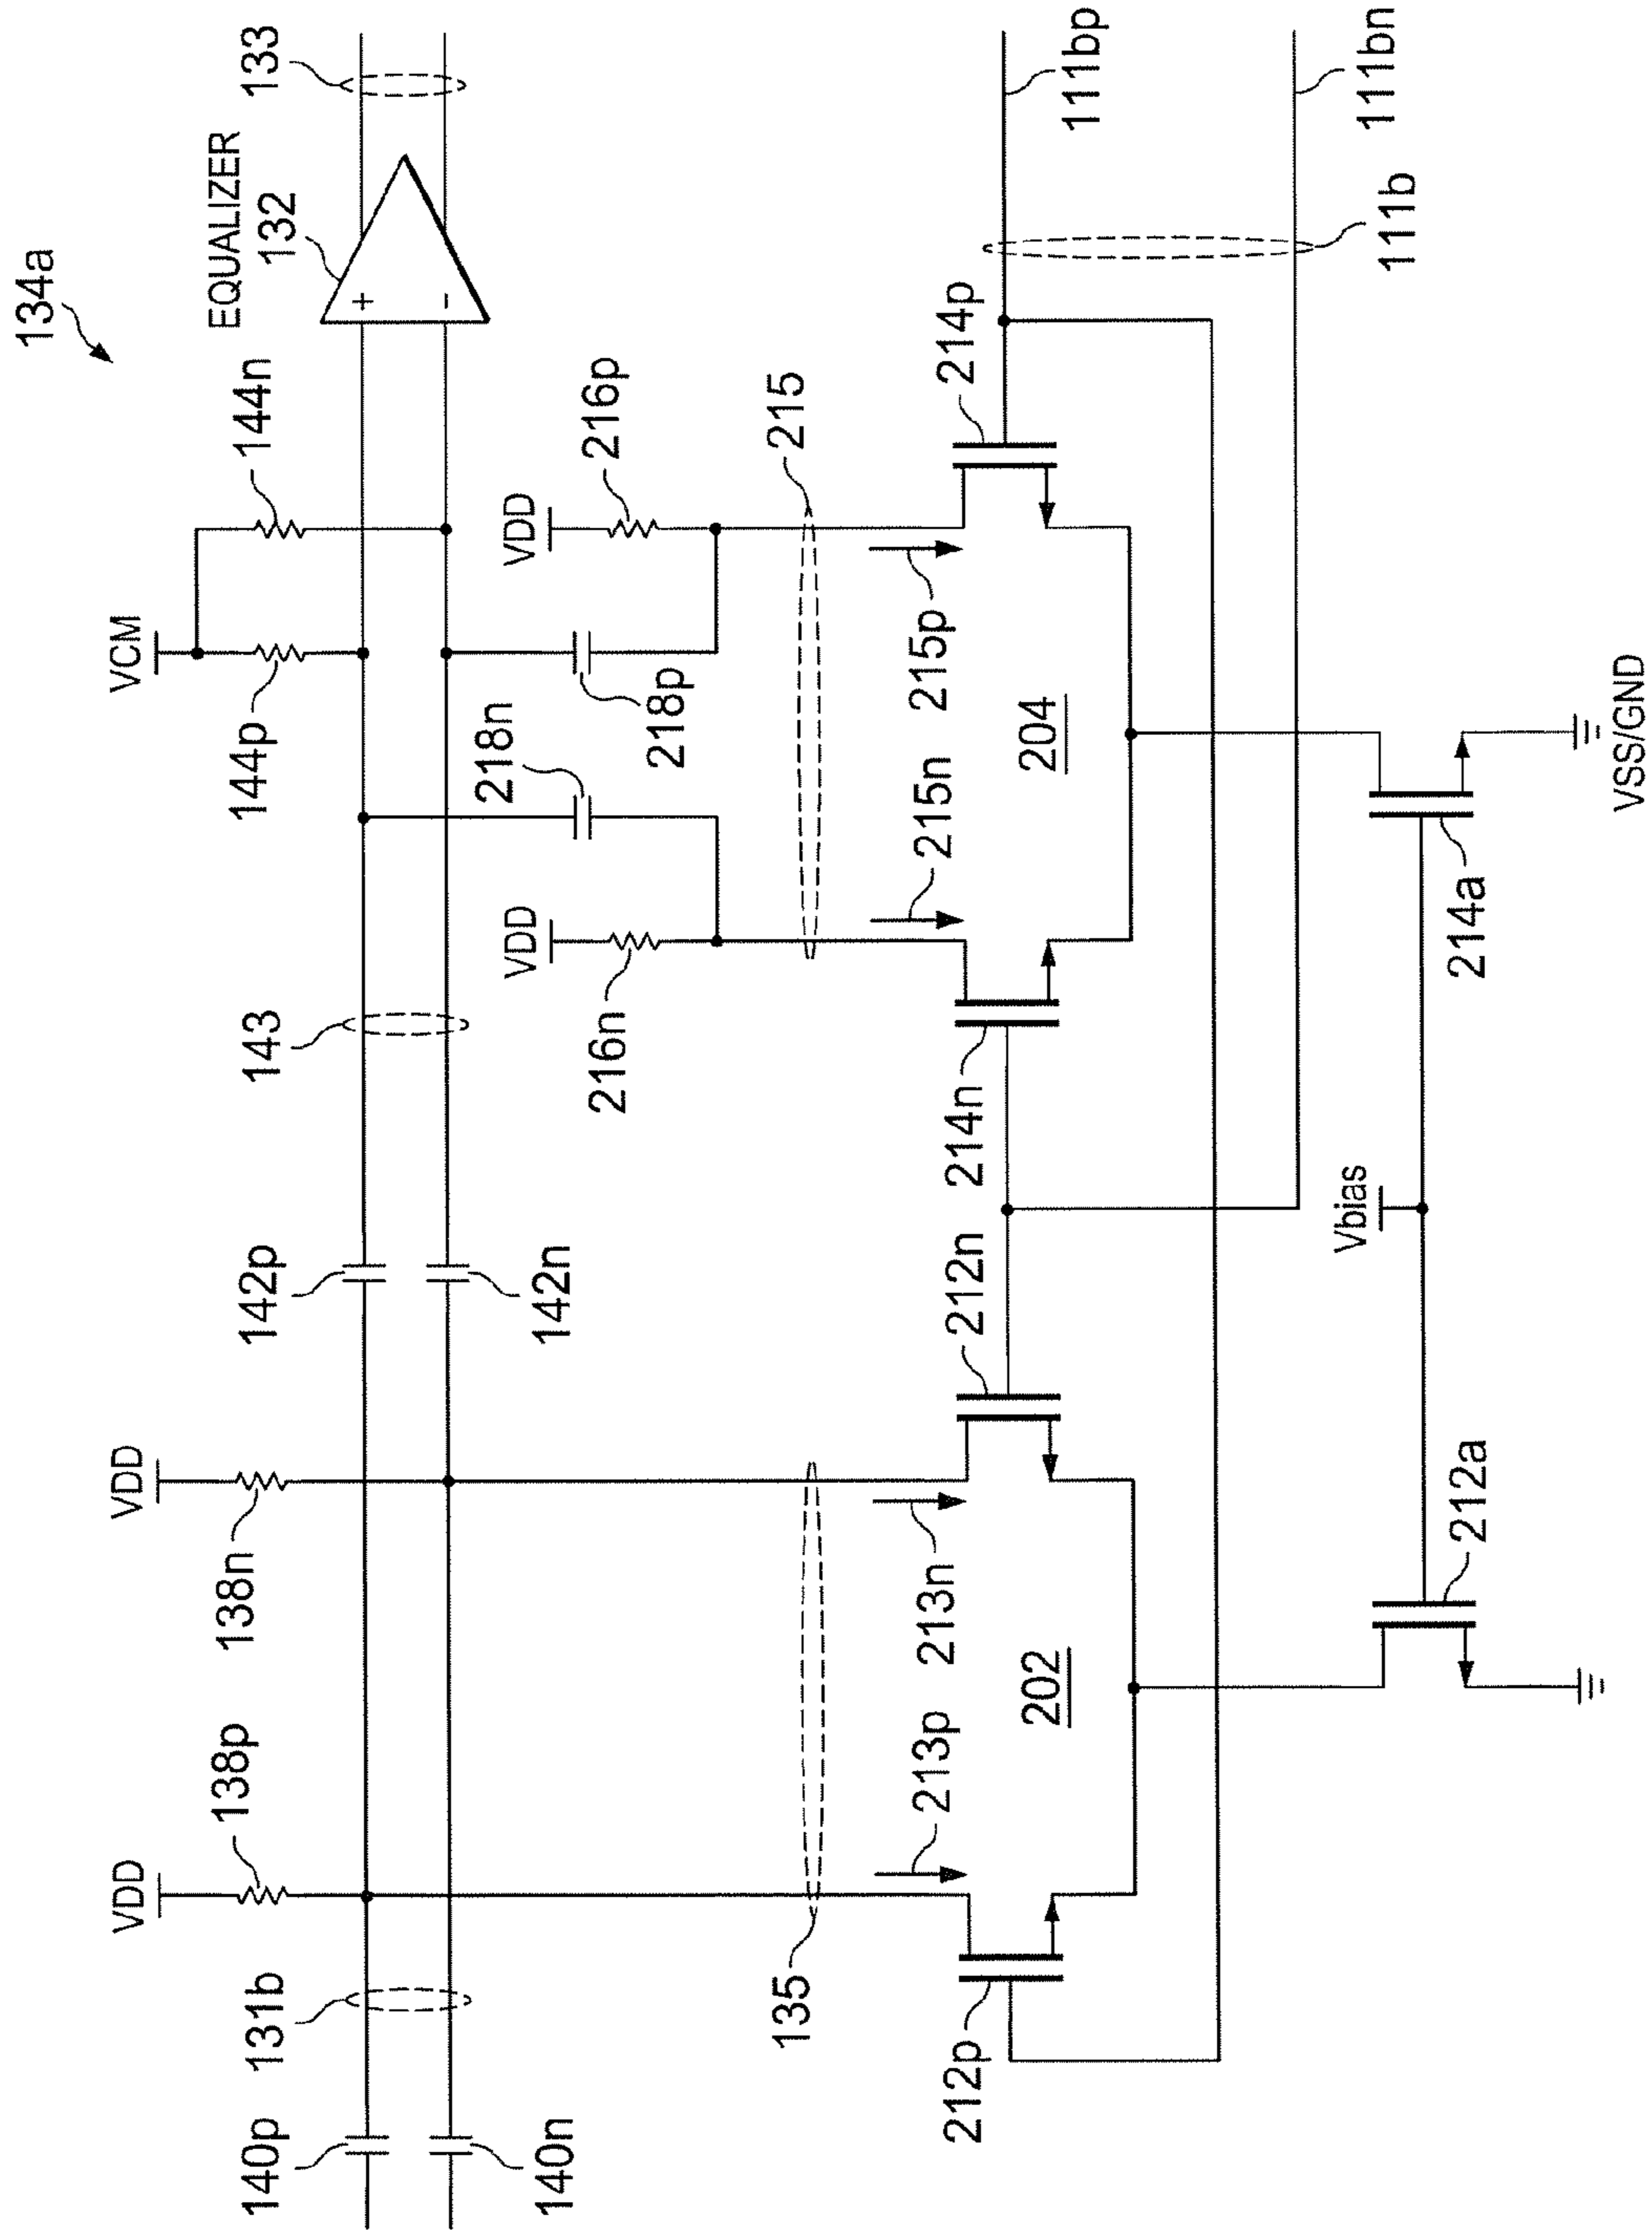 134a
133
EQUALIZER
132
144n
VCM
144p
216p
VDD
218p
218n
VDD
216n
143
142p
142n
VDD
138n
VDD
138p
131b
140p
140n
215
214p
215p
204
215n
214n
212n
213n
202
213p
135
212p
111bp
111b
111bn
Vbias
214a
VSS/GND
212a
+
-